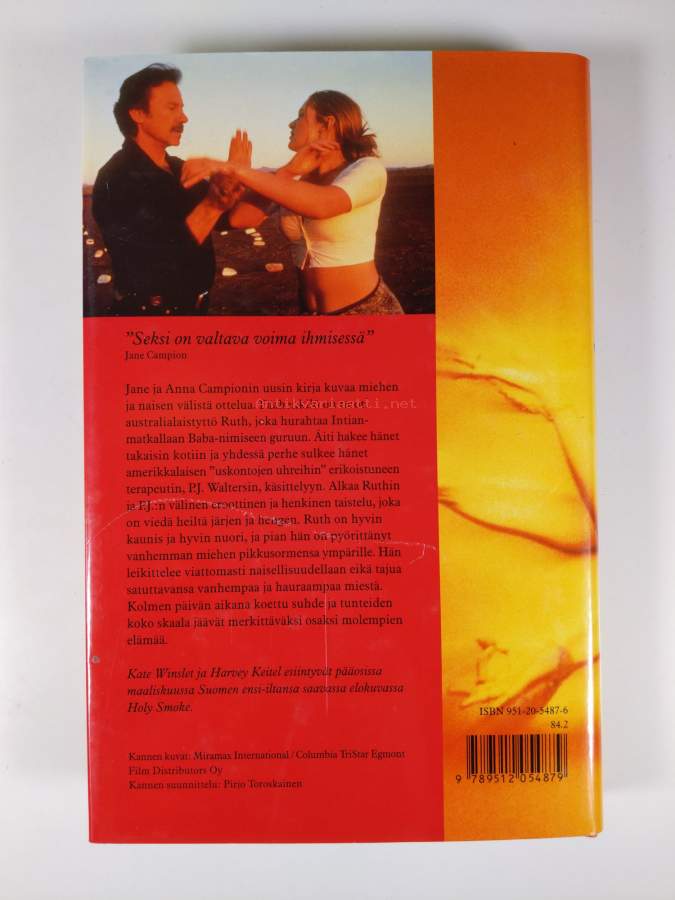 ”Seksi on valtava voima ihmisessä”
Jane Campion
Jane ja Anna Campionin uusin kirja kuvaa miehen
ja naisen välistä ottelua.
australialaistyttö Ruth, joka hurahtaa Intian-
matkallaan Baba-nimiseen guruun. Äiti hakee hänet
takaisin kotiin ja yhdessä perhe sulkee hänet
amerikkalaisen ”uskontojen uhreihin” erikoistuneen
terapeutin, P.J. Waltersin, käsittelyyn. Alkaa Ruthin
ja P.J.:n välinen eroottinen ja henkinen taistelu, joka
on viedä heiltä järjen ja hengen. Ruth on hyvin
kaunis ja hyvin nuori, ja pian hän on pyörittänyt
vanhemman miehen pikkusormensa ympärille. Hän
leikittelee viattomasti naisellisuudellaan eikä tajua
satuttavansa vanhempaa ja hauraampaa miestä.
Kolmen päivän aikana koettu suhde ja tunteiden
koko skaala jäävät merkittäväksi osaksi molempien
elämää.
Kate Winslet ja Harvey Keitel esiintyvät pääosissa
maaliskuussa Suomen ensi-iltansa saavassa elokuvassa
Holy Smoke.
Kannen kuvat: Miramax International / Columbia TriStar Egmont
Film Distributors Oy
Kannen suunnittelu: Pirjo Toroskainen
ISBN 951-20-5487-6
84.2
9 789512 054879
antikvariaatti.net